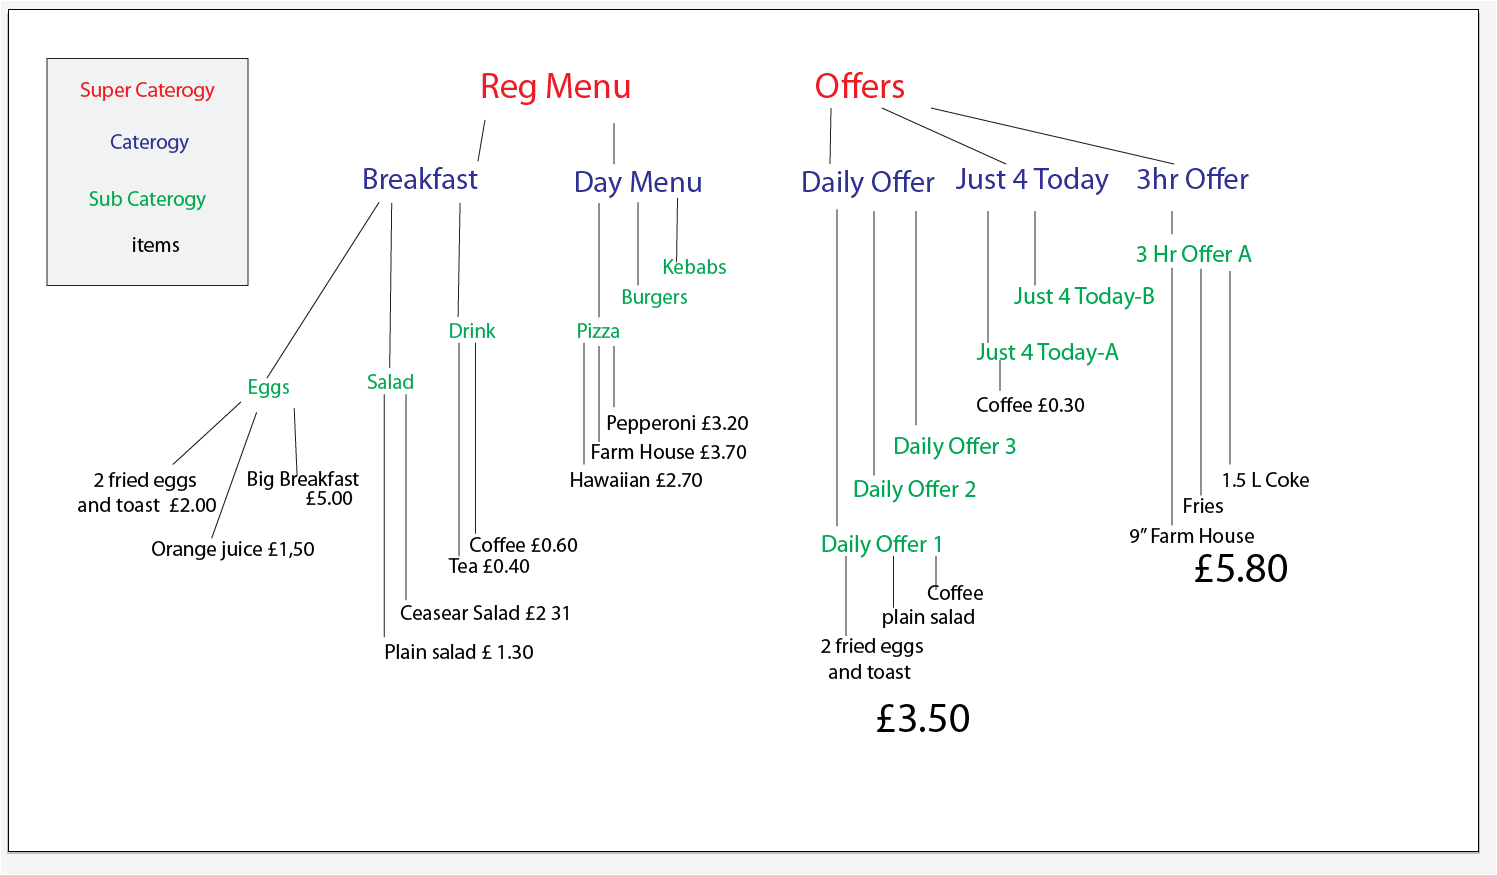 Super Caterogy
Caterogy
Sub Caterogy
items
Reg Menu
Offers
Breakfast
Day Menu
Daily Offer
Just 4 Today
3hr Offer
Kebabs
Burgers
Pizza
Drink
Salad
Eggs
3 Hr Offer A
Just 4 Today-B
Just 4 Today-A
Coffee £0.30
Pepperoni £3.20
Farm House £3.70
Hawaiian £2.70
2 fried eggs
and toast £2.00
Big Breakfast
£5.00
Orange juice £1,50
Coffee £0.60
Tea £0.40
Ceasear Salad £2 31
Plain salad £ 1.30
Daily Offer 3
Daily Offer 2
Daily Offer 1
Coffee
plain salad
2 fried eggs
and toast
£3.50
1.5 L Coke
Fries
9” Farm House
£5.80